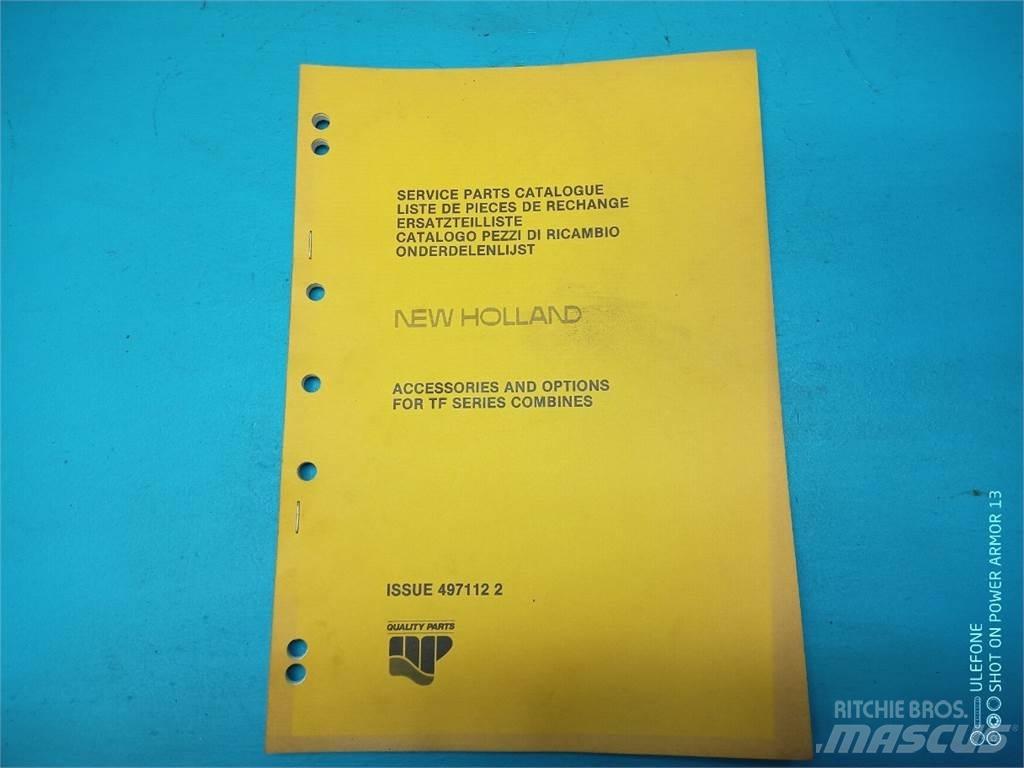 SERVICE PARTS CATALOGUE
LISTE DE PIECES DE RECHANGE
ERSATZTEILLISTE
CATALOGO PEZZI DI RICAMBIO
ONDERDELENLIJST
NEW HOLLAND
ACCESSORIES AND OPTIONS
FOR TF SERIES COMBINES
ISSUE 497112 2
QUALITY PARTS
QP
ULEFONE
SHOT ON POWER ARMOR 13
RITCHIE BROS.
MASCUS